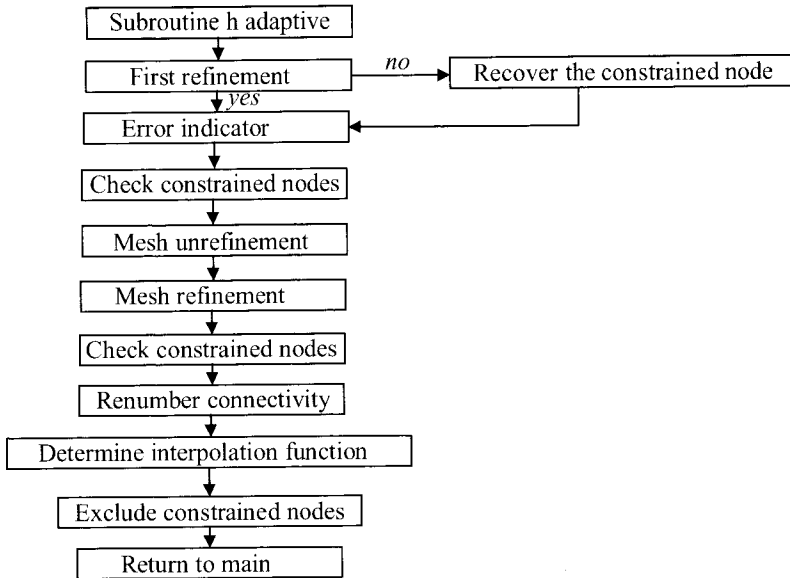 Subroutine h adaptive
First refinement
no
Recover the constrained node
yes
Error indicator
Check constrained nodes
Mesh unrefinement
Mesh refinement
Check constrained nodes
Renumber connectivity
Determine interpolation function
Exclude constrained nodes
Return to main